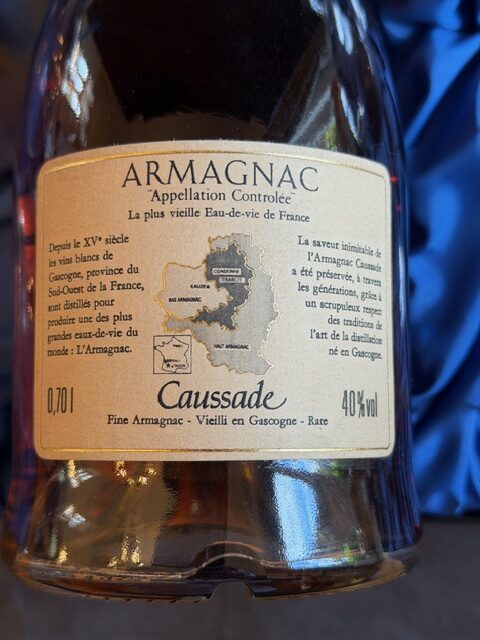 ARMAGNAC
"Appellation Controlée"
La plus vieille Eau-de-vie de France
Depuis le XVe siècle
les vins blancs de
Gascogne, province du
Sud-Ouest de la France,
sont distillés pour
produire une des plus
grandes eaux-de-vie du
monde : L'Armagnac.
CONDOM
TENAREZE
EAUZE
BAS ARMAGNAC
HAUT ARMAGNAC
La saveur inimitable de
l'Armagnac Caussade
a été préservée, à travers
les générations, grâce à
un scrupuleux respect
des traditions de
l'art de la distillation
né en Gascogne.
0,70 l
Caussade
40% vol
Fine Armagnac - Vieilli en Gascogne - Rare